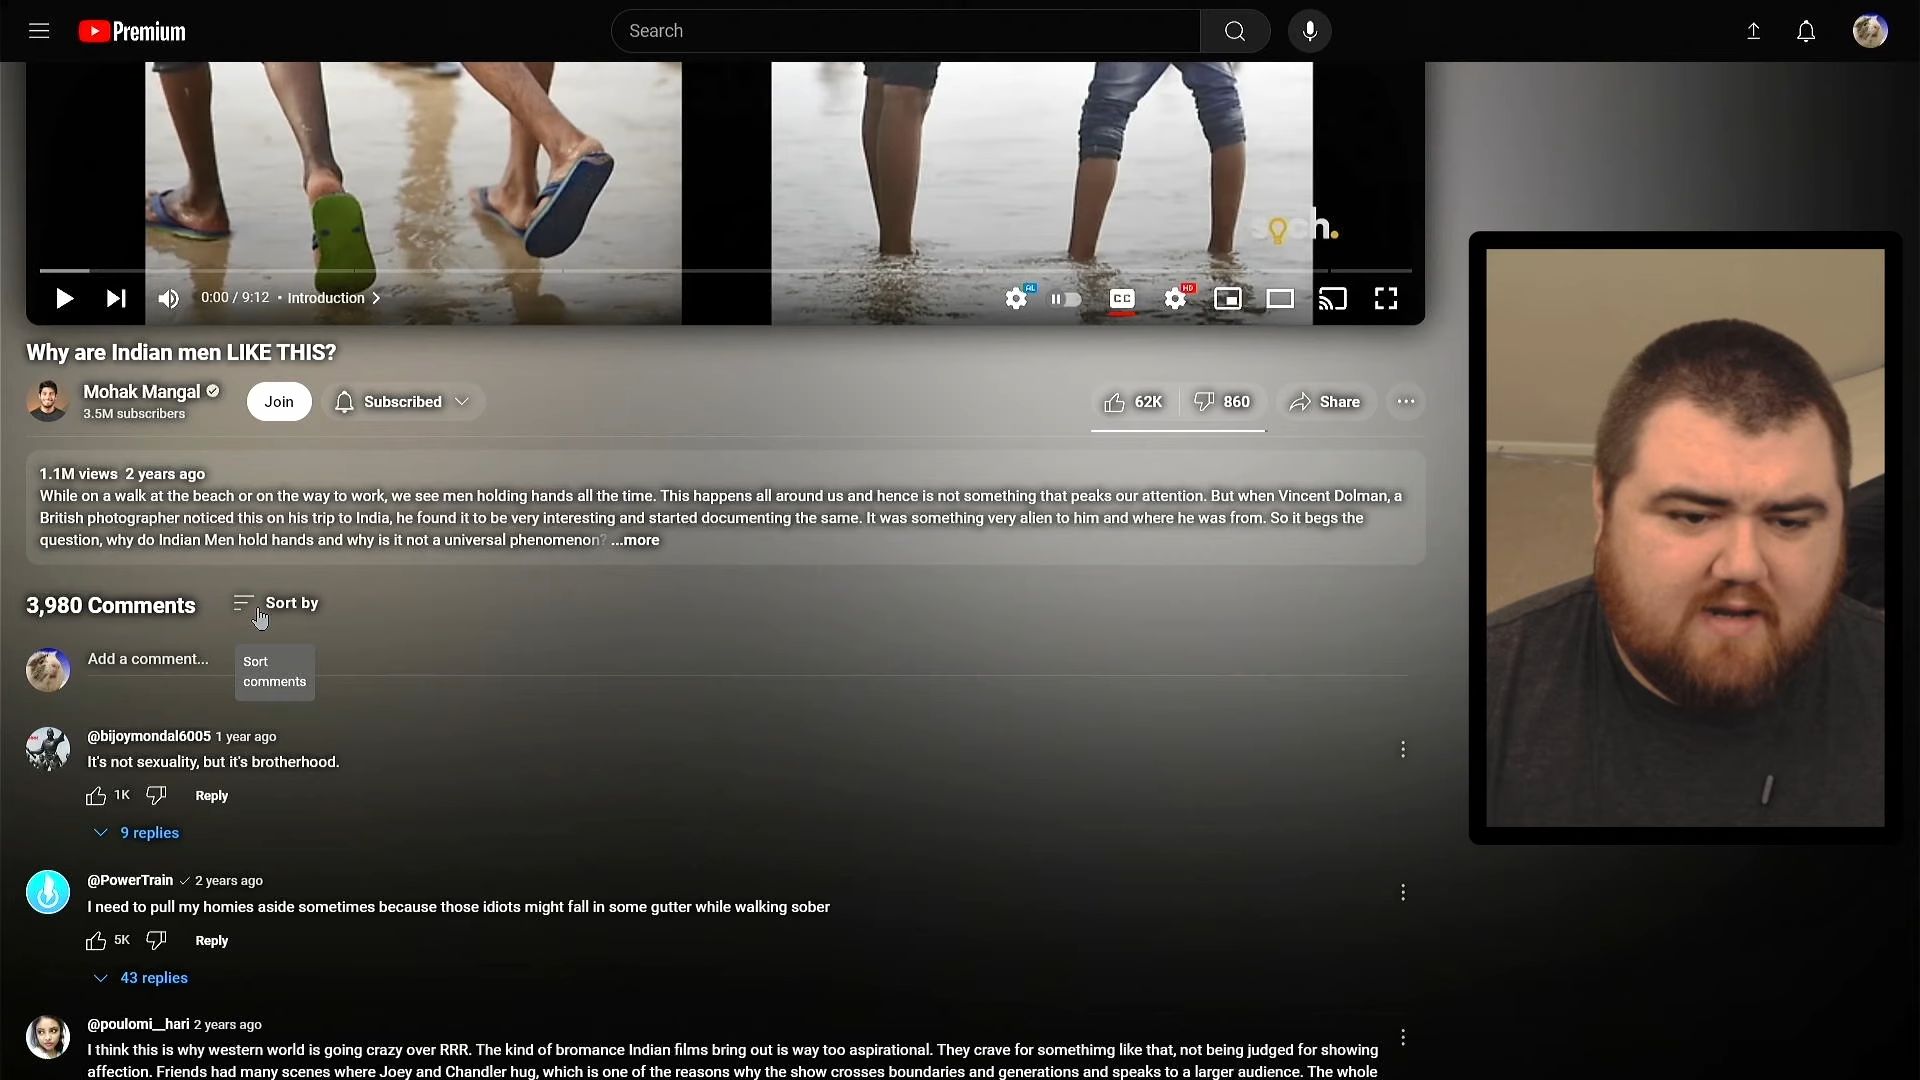 Premium
Search
s ch.
0:00 / 9:12 • Introduction
AL
CC
HD
Why are Indian men LIKE THIS?
Mohak Mangal
3.5M subscribers
Join
Subscribed
62K
860
Share
1.1M views 2 years ago
While on a walk at the beach or on the way to work, we see men holding hands all the time. This happens all around us and hence is not something that peaks our attention. But when Vincent Dolman, a
British photographer noticed this on his trip to India, he found it to be very interesting and started documenting the same. It was something very alien to him and where he was from. So it begs the
question, why do Indian Men hold hands and why is it not a universal phenomenon? ...more
3,980 Comments
Sort by
Add a comment...
Sort
comments
@bijoymondal6005 1 year ago
It's not sexuality, but it's brotherhood.
1K
Reply
9 replies
@PowerTrain 2 years ago
I need to pull my homies aside sometimes because those idiots might fall in some gutter while walking sober
5K
Reply
43 replies
@poulomi__hari 2 years ago
I think this is why western world is going crazy over RRR. The kind of bromance Indian films bring out is way too aspirational. They crave for somethimg like that, not being judged for showing
affection. Friends had many scenes where Joey and Chandler hug, which is one of the reasons why the show crosses boundaries and generations and speaks to a larger audience. The whole